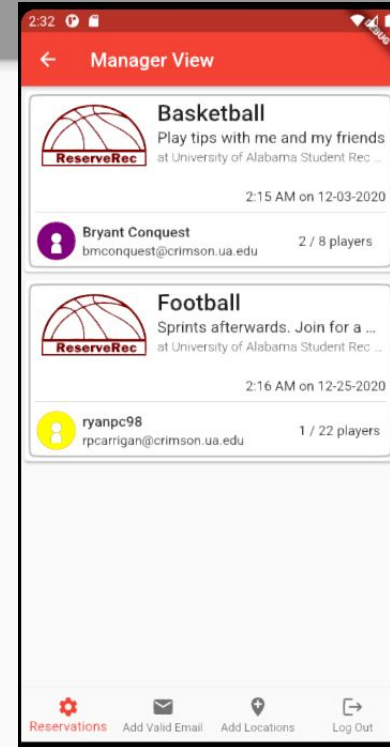 2:32
DEBUG
Manager View
Basketball
Play tips with me and my friends
ReserveRec
at University of Alabama Student Rec ...
2:15 AM on 12-03-2020
Bryant Conquest
bmconquest@crimson.ua.edu
2 / 8 players
Football
Sprints afterwards. Join for a ...
ReserveRec
at University of Alabama Student Rec ...
2:16 AM on 12-25-2020
ryanpc98
rpcarrigan@crimson.ua.edu
1 / 22 players
Reservations Add Valid Email Add Locations Log Out